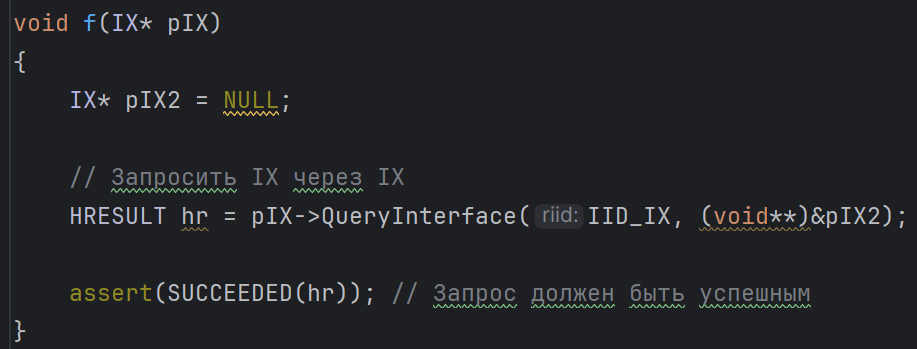 void f(IX* pIX)
{
    IX* pIX2 = NULL;
    // Запросить IX через IX
    HRESULT hr = pIX->QueryInterface(riid: IID_IX, (void**)&pIX2);
    assert(SUCCEEDED(hr)); // Запрос должен быть успешным
}